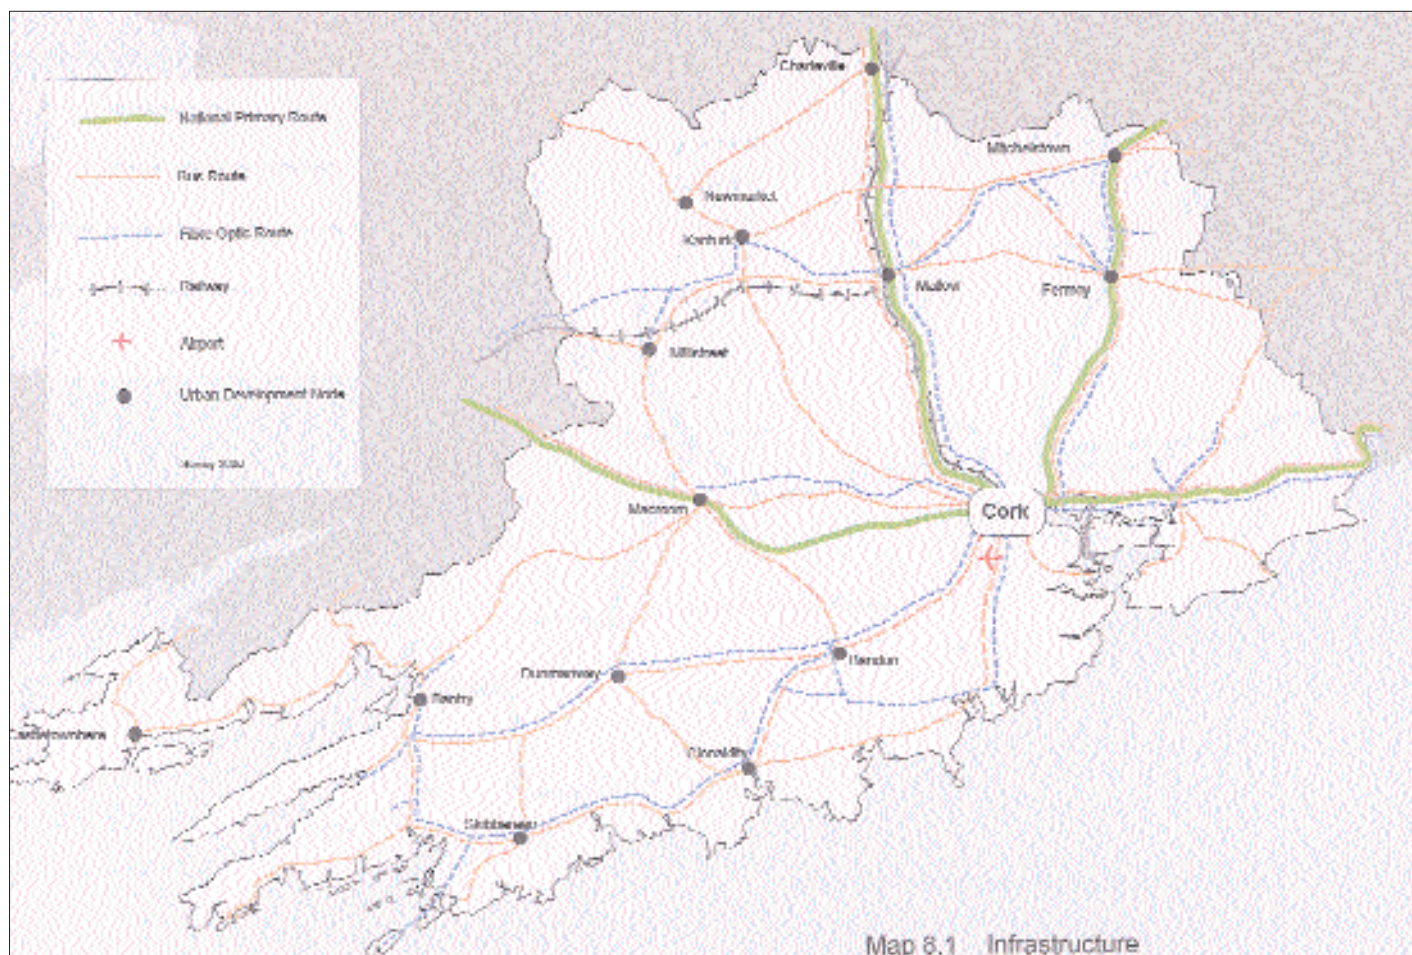 National Primary Route
Bus Route
Fibre Optic Route
Railway
Airport
Urban Development Node
Charleville
Mitchelstown
Newmarket
Kanturk
Mallow
Fermoy
Millstreet
Macroom
Cork
Dunmanway
Bandon
Bantry
Castletownbere
Clonakilty
Skibbereen
Map 8.1 Infrastructure